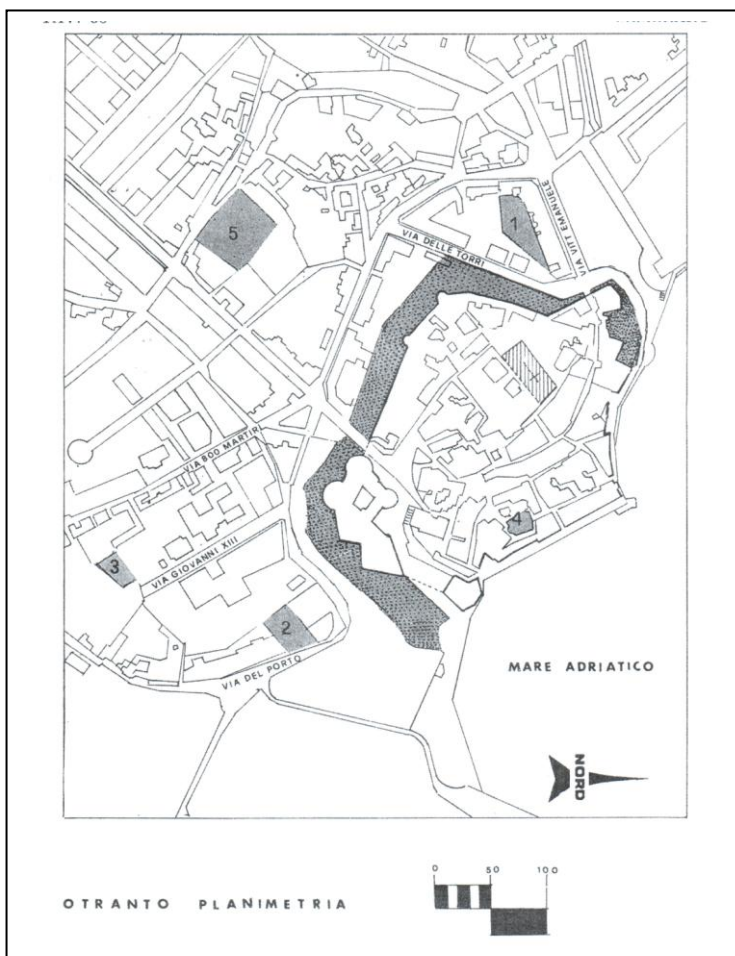 5
1
VIA VITT EMANUELE
VIA DELLE TORRI
VIA 800 MARTIRI
4
3
VIA GIOVANNI XIII
2
VIA DEL PORTO
MARE ADRIATICO
NORD
0 50 100
OTRANTO PLANIMETRIA